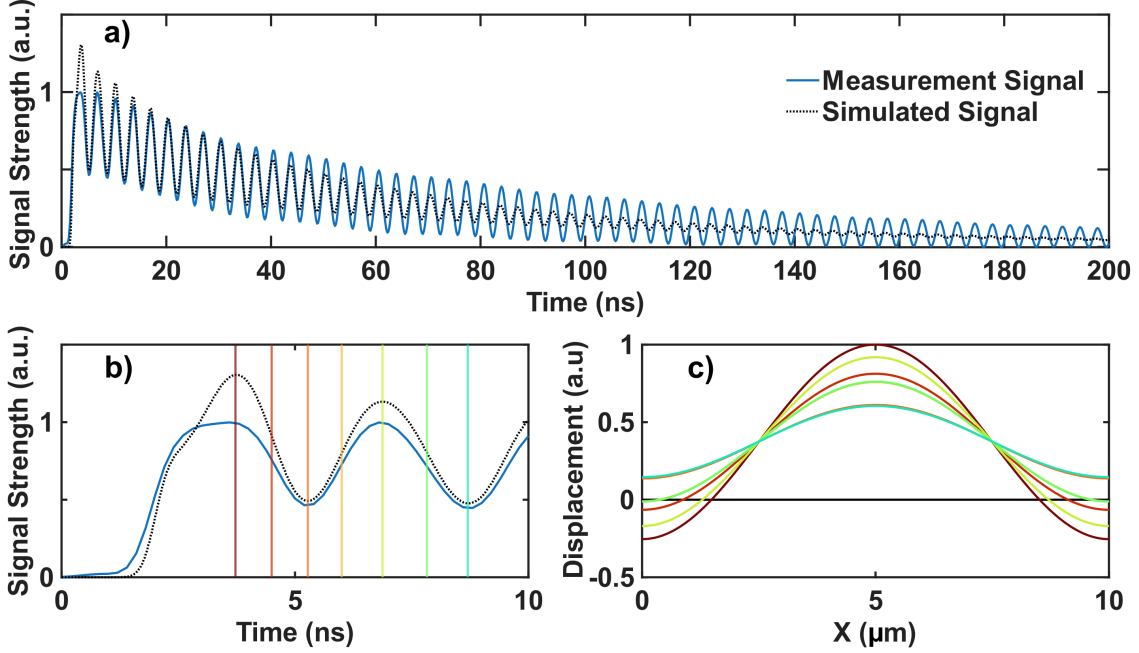 a)
Signal Strength (a.u.)
1
0
Measurement Signal
Simulated Signal
0 20 40 60 80 100 120 140 160 180 200
Time (ns)
b)
Signal Strength (a.u.)
1
0
0 5 10
Time (ns)
c)
Displacement (a.u)
1
0.5
0
-0.5
0 5 10
X (µm)